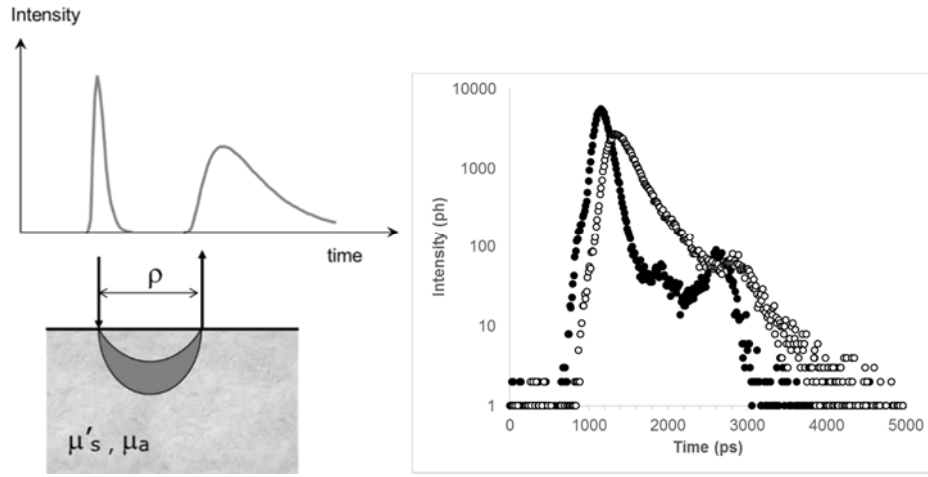 Intensity
time
ρ
μ's , μa
Intensity (ph)
10000
1000
100
10
1
0 1000 2000 3000 4000 5000
Time (ps)